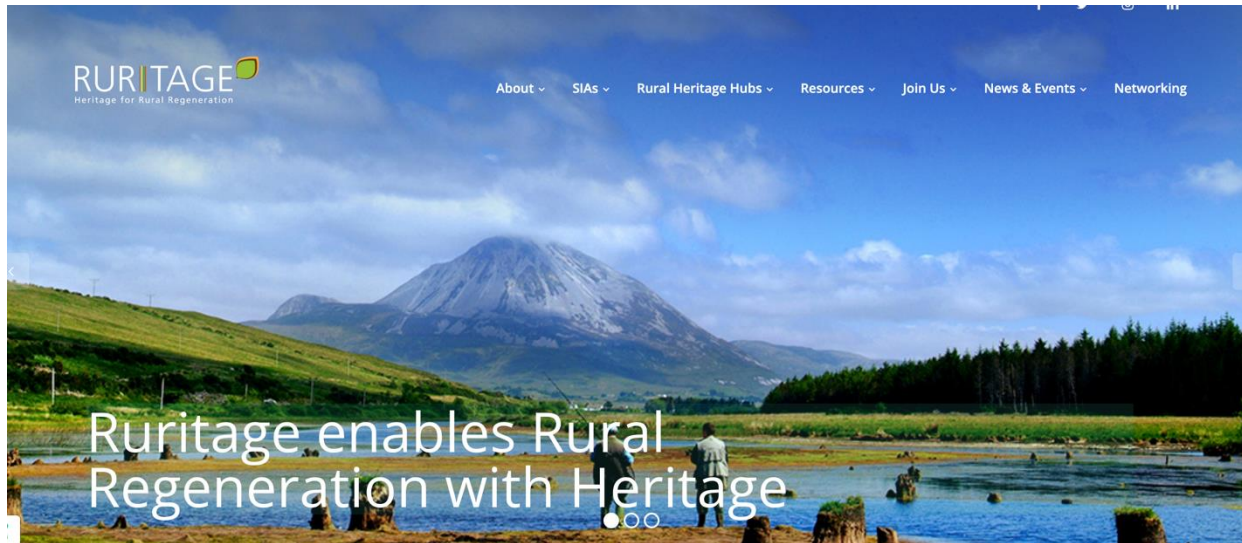 RURITAGE
Heritage for Rural Regeneration
About
SIAs
Rural Heritage Hubs
Resources
Join Us
News & Events
Networking
Ruritage enables Rural
Regeneration with Heritage